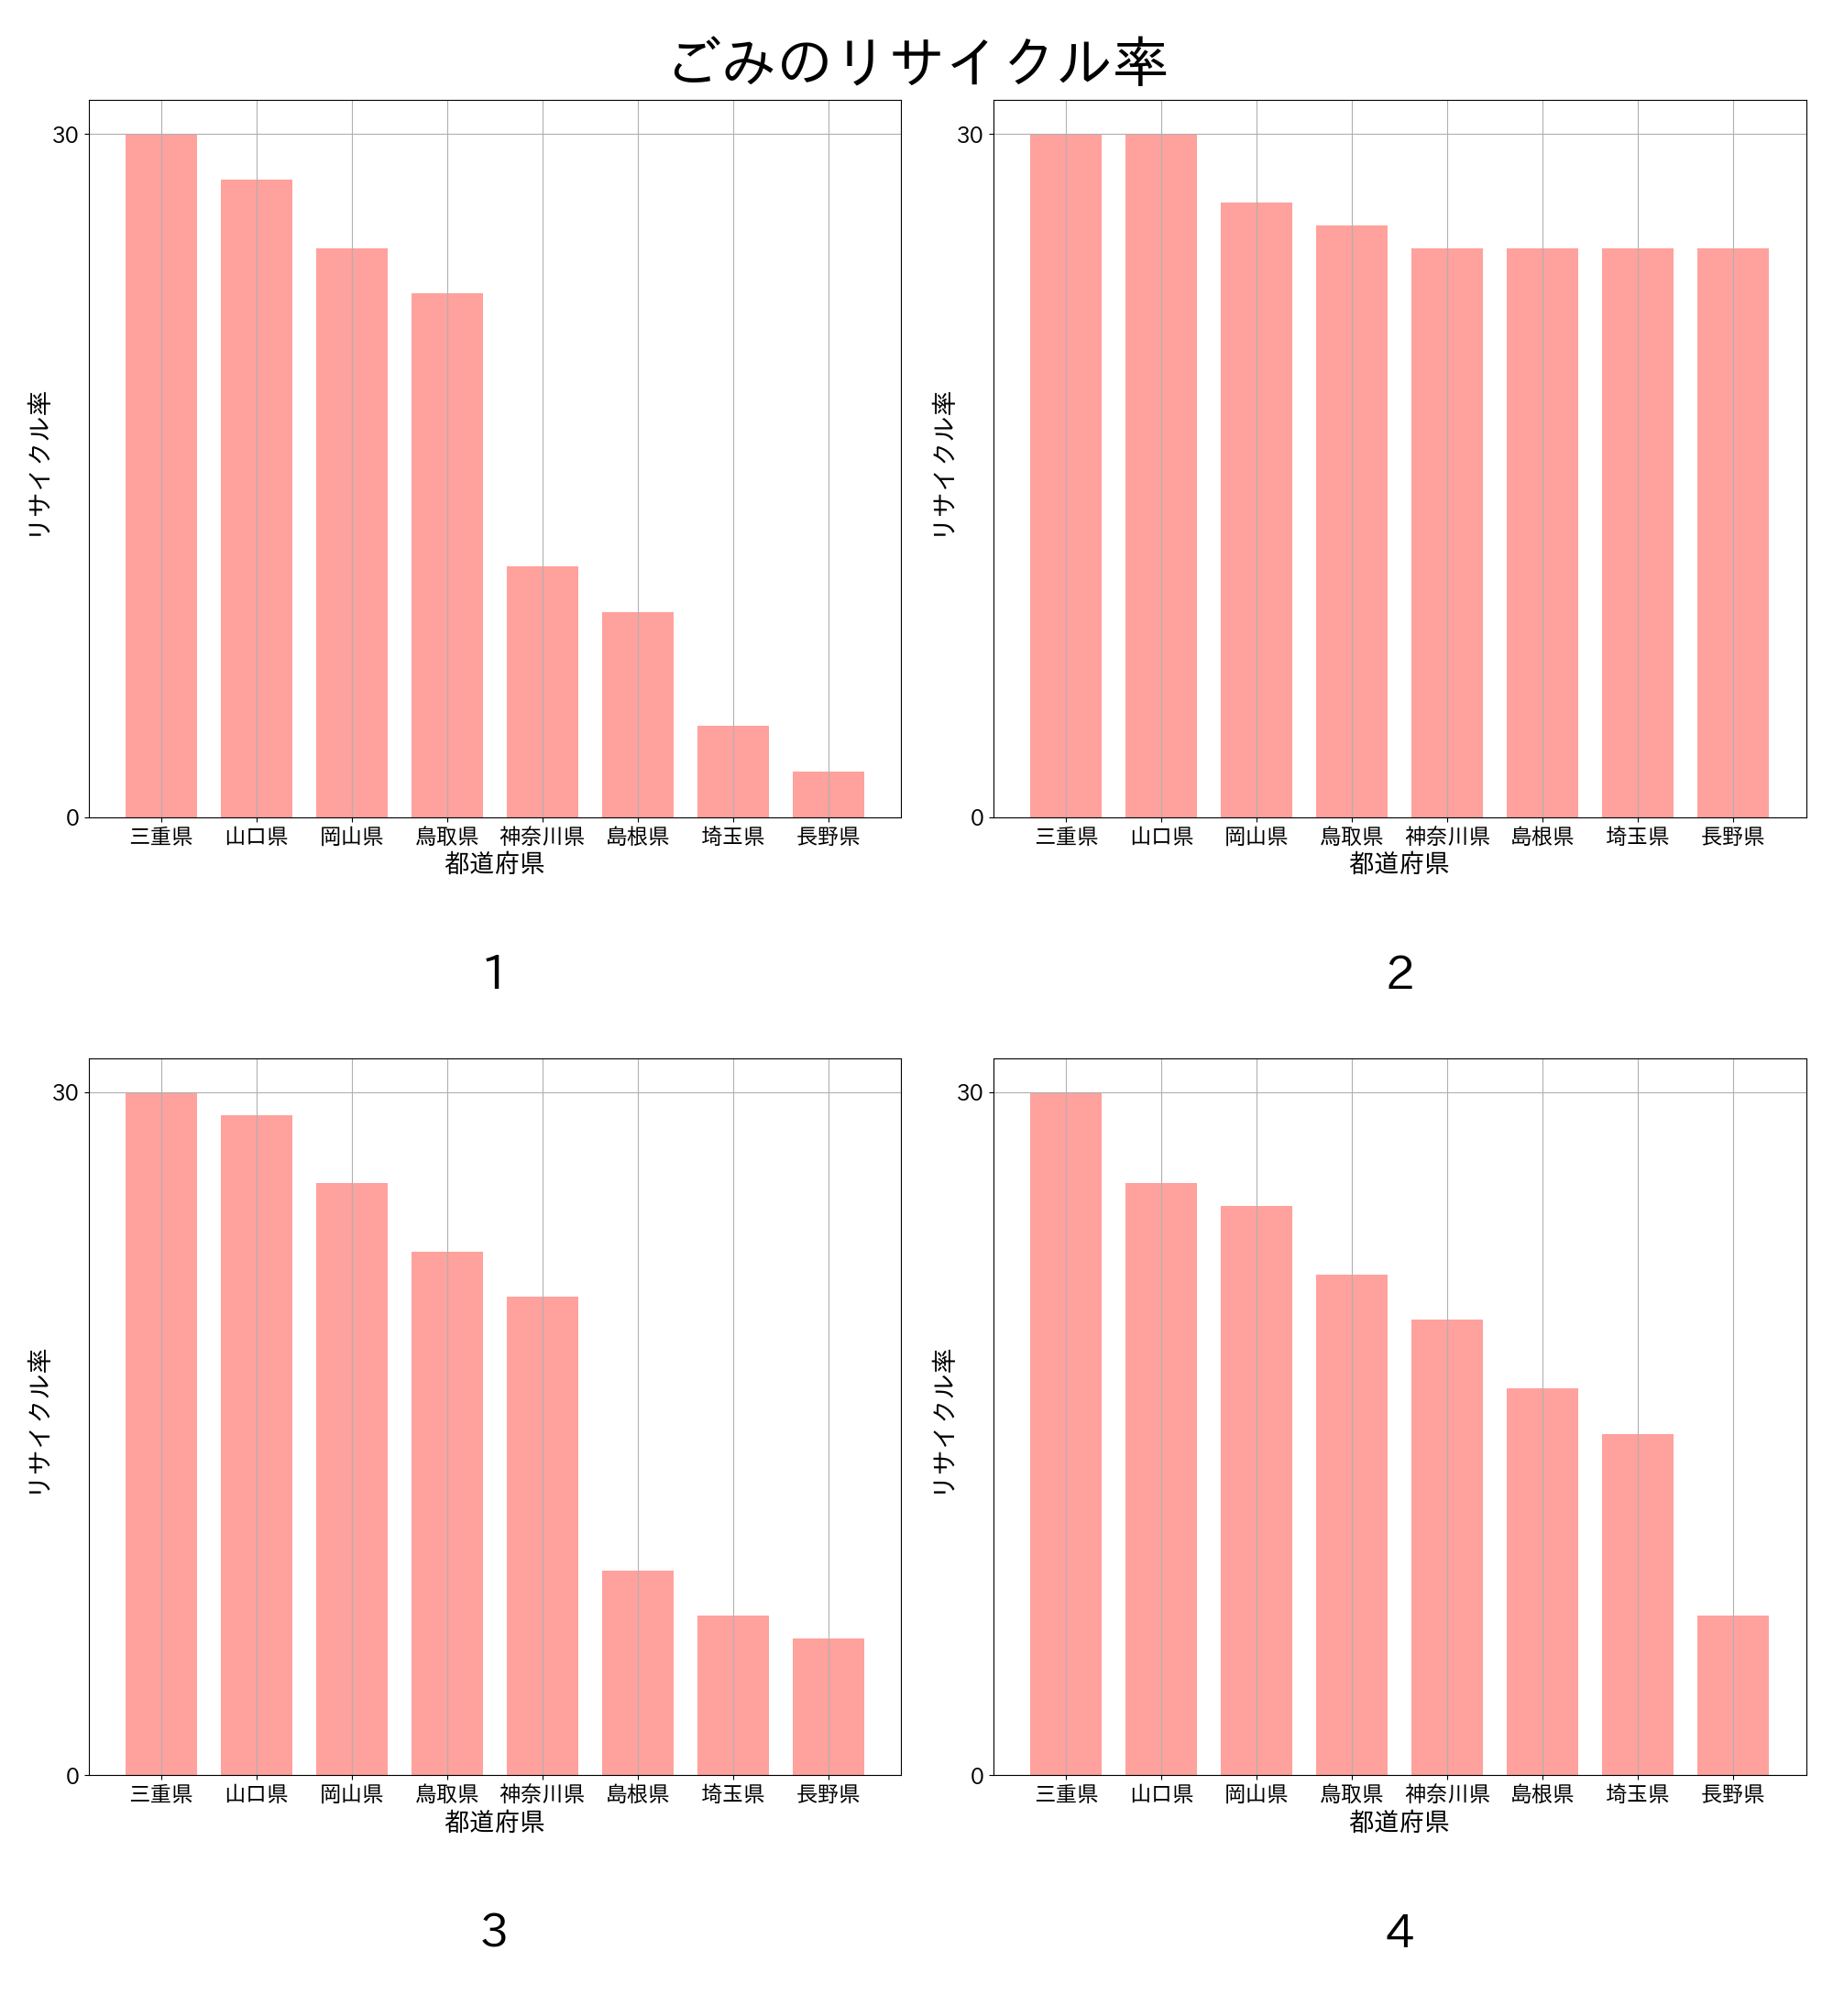 ごみのリサイクル率
30
0
リサイクル率
三重県 山口県 岡山県 鳥取県 神奈川県 島根県 埼玉県 長野県
都道府県
1
30
0
リサイクル率
三重県 山口県 岡山県 鳥取県 神奈川県 島根県 埼玉県 長野県
都道府県
2
30
0
リサイクル率
三重県 山口県 岡山県 鳥取県 神奈川県 島根県 埼玉県 長野県
都道府県
3
30
0
リサイクル率
三重県 山口県 岡山県 鳥取県 神奈川県 島根県 埼玉県 長野県
都道府県
4